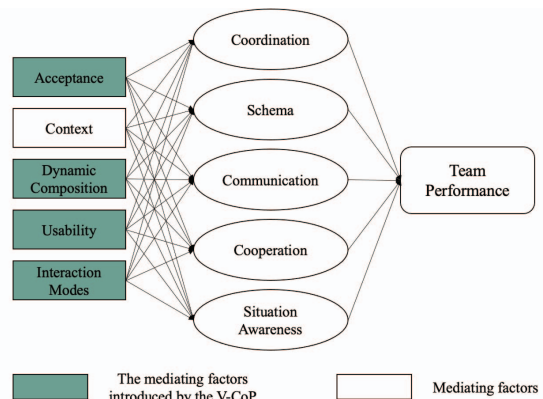 Coordination
Acceptance
Schema
Context
Dynamic
Composition
Communication
Team
Performance
Usability
Cooperation
Interaction
Modes
Situation
Awareness
The mediating factors
introduced by the V-CoP
Mediating factors